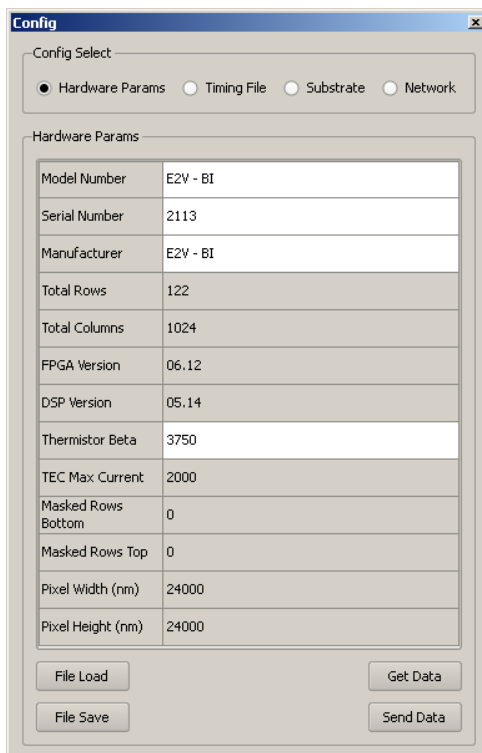 Config
Config Select
Hardware Params Timing File Substrate Network
Hardware Params
Model Number E2V - BI
Serial Number 2113
Manufacturer E2V - BI
Total Rows 122
Total Columns 1024
FPGA Version 06.12
DSP Version 05.14
Thermistor Beta 3750
TEC Max Current 2000
Masked Rows
Bottom 0
Masked Rows Top 0
Pixel Width (nm) 24000
Pixel Height (nm) 24000
File Load Get Data
File Save Send Data